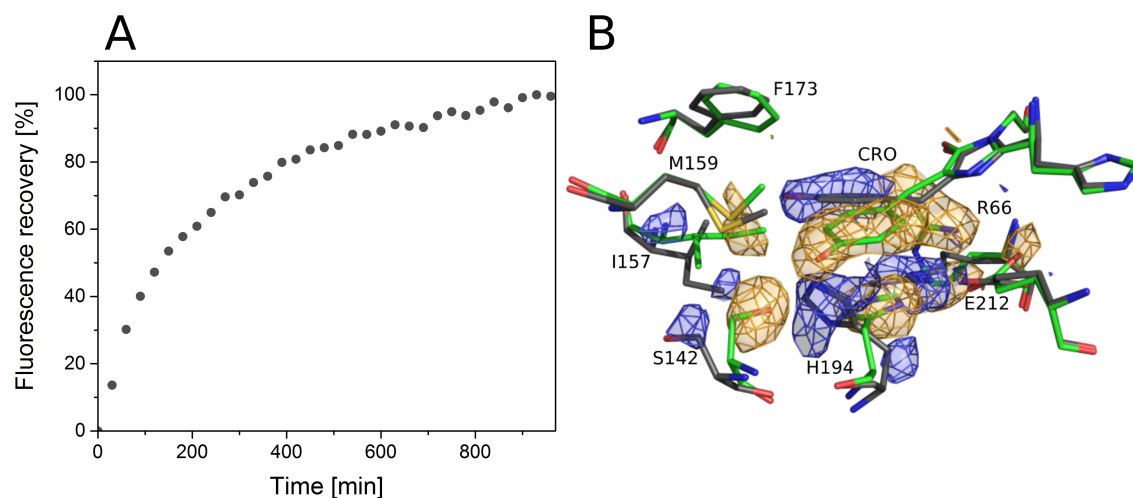 A
B
Fluorescence recovery [%]
100
80
60
40
20
0
0
200
400
600
800
Time [min]
F173
M159
CRO
R66
I157
E212
S142
H194